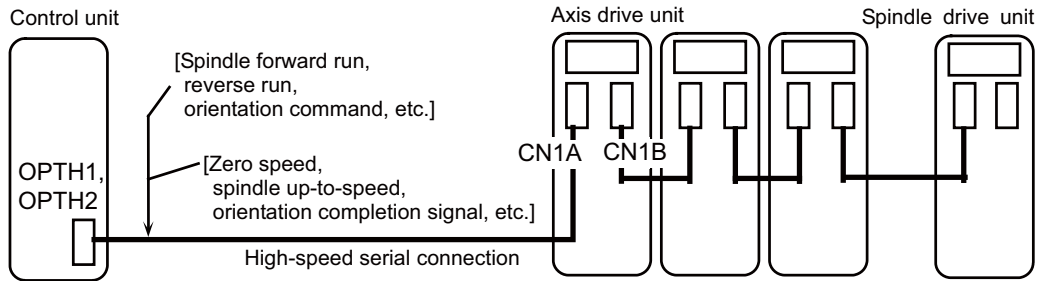 Control unit
Axis drive unit
Spindle drive unit
[Spindle forward run,
reverse run,
orientation command, etc.]
CN1A
CN1B
[Zero speed,
spindle up-to-speed,
orientation completion signal, etc.]
OPTH1,
OPTH2
High-speed serial connection